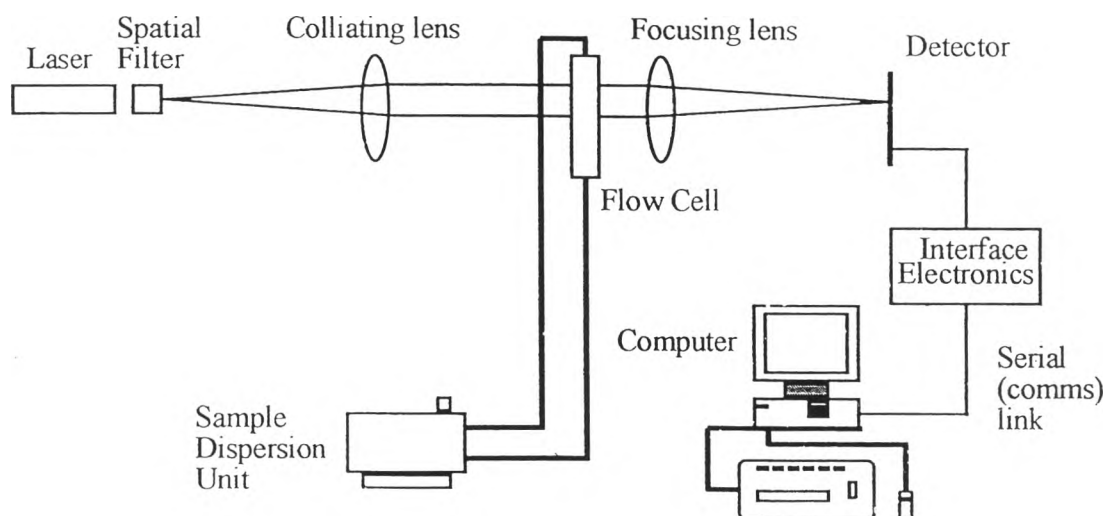 Laser
Spatial
Filter
Colliating lens
Focusing lens
Detector
Flow Cell
Interface
Electronics
Computer
Serial
(comms)
link
Sample
Dispersion
Unit